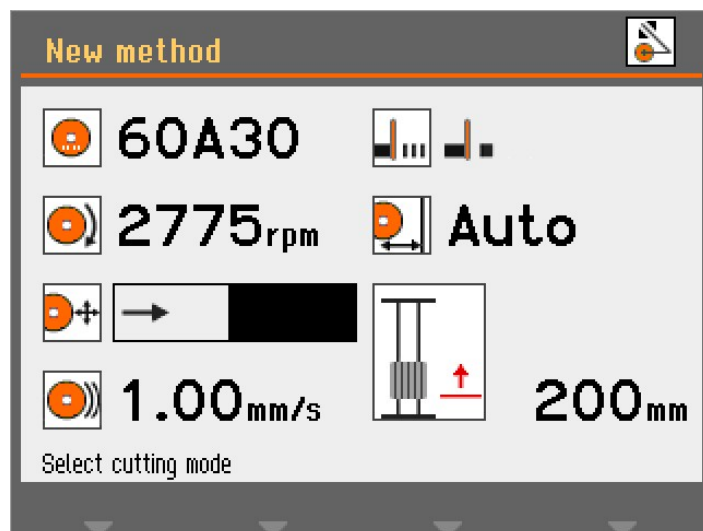 New method
60A30
2775rpm
Auto
1.00mm/s
200mm
Select cutting mode